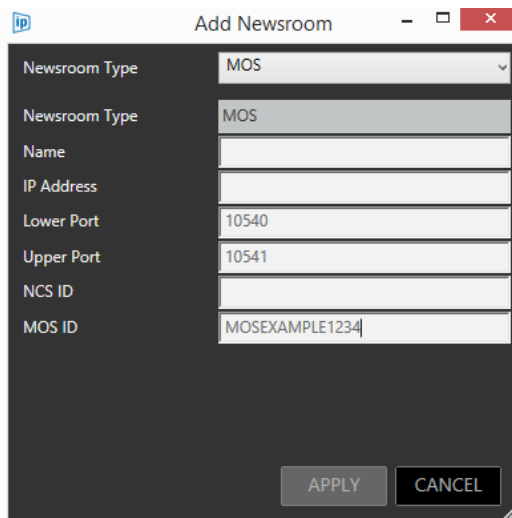 ip
Add Newsroom
Newsroom Type MOS
Newsroom Type MOS
Name
IP Address
Lower Port 10540
Upper Port 10541
NCS ID
MOS ID MOSEXAMPLE1234
APPLY CANCEL